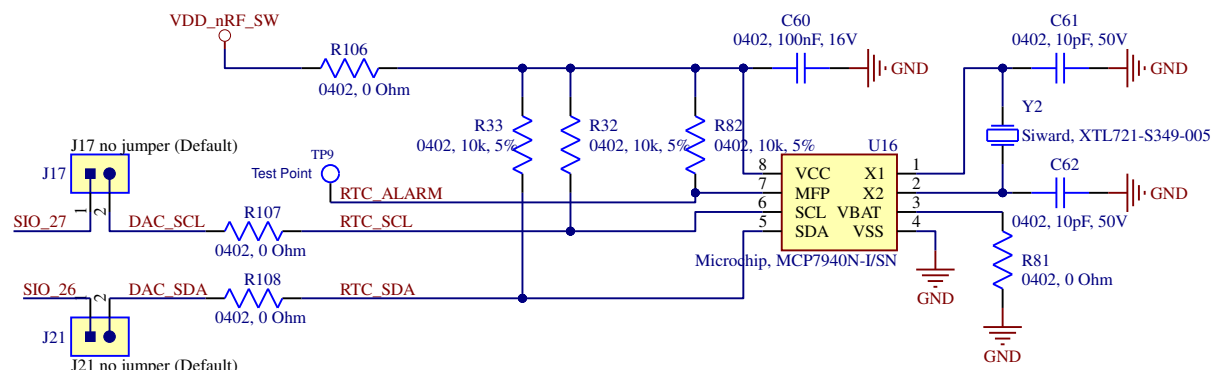 VDD_nRF_SW
R106
0402, 0 Ohm
C60
0402, 100nF, 16V
GND
C61
0402, 10pF, 50V
GND
R33
0402, 10k, 5%
R32
0402, 10k, 5%
R82
0402, 10k, 5%
Y2
Siward, XTL721-S349-005
J17 no jumper (Default)
J17
1
2
TP9
Test Point
RTC_ALARM
U16
8 VCC X1 1
7 MFP X2 2
6 SCL VBAT 3
5 SDA VSS 4
Microchip, MCP7940N-I/SN
C62
0402, 10pF, 50V
GND
SIO_27
DAC_SCL
R107
0402, 0 Ohm
RTC_SCL
R81
0402, 0 Ohm
GND
GND
SIO_26
2
DAC_SDA
R108
0402, 0 Ohm
RTC_SDA
J21
J21 no jumper (Default)